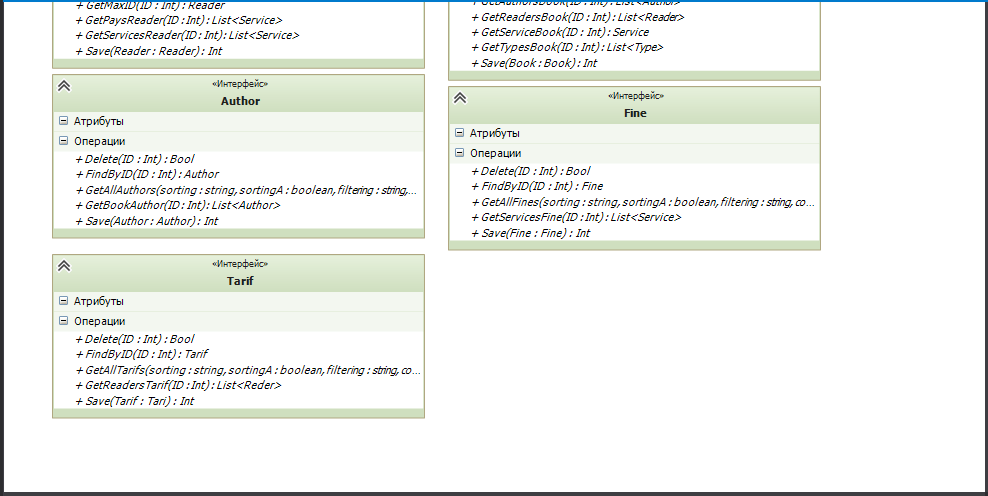 + GetMaxID(ID : Int) : Reader
+ GetPaysReader(ID : Int) : List<Service>
+ GetServicesReader(ID : Int) : List<Service>
+ Save(Reader : Reader) : Int
+ GetAuthorsBook(ID : Int) : List<Author>
+ GetReadersBook(ID : Int) : List<Reader>
+ GetServiceBook(ID : Int) : Service
+ GetTypesBook(ID : Int) : List<Type>
+ Save(Book : Book) : Int
«Интерфейс»
Author
Атрибуты
Операции
+ Delete(ID : Int) : Bool
+ FindByID(ID : Int) : Author
+ GetAllAuthors(sorting : string, sortingA : boolean, filtering : string,...
+ GetBookAuthor(ID : Int) : List<Author>
+ Save(Author : Author) : Int
«Интерфейс»
Fine
Атрибуты
Операции
+ Delete(ID : Int) : Bool
+ FindByID(ID : Int) : Fine
+ GetAllFines(sorting : string, sortingA : boolean, filtering : string, co...
+ GetServicesFine(ID : Int) : List<Service>
+ Save(Fine : Fine) : Int
«Интерфейс»
Tarif
Атрибуты
Операции
+ Delete(ID : Int) : Bool
+ FindByID(ID : Int) : Tarif
+ GetAllTarifs(sorting : string, sortingA : boolean, filtering : string, co...
+ GetReadersTarif(ID : Int) : List<Reder>
+ Save(Tarif : Tari) : Int